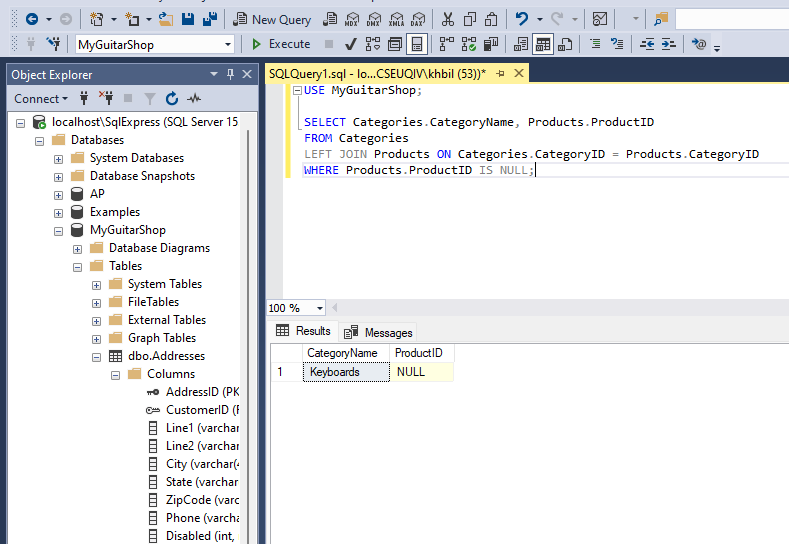 New Query
MDX DMX XMLA DAX
MyGuitarShop
Execute
Object Explorer
Connect
localhost\SqlExpress (SQL Server 15
Databases
System Databases
Database Snapshots
AP
Examples
MyGuitarShop
Database Diagrams
Tables
System Tables
FileTables
External Tables
Graph Tables
dbo.Addresses
Columns
AddressID (PK
CustomerID (F
Line1 (varchar
Line2 (varchar
City (varchar(4
State (varchar
ZipCode (varc
Phone (varcha
Disabled (int,
SQLQuery1.sql - lo...CSEUQIV\khbil (53))*
USE MyGuitarShop;
SELECT Categories.CategoryName, Products.ProductID
FROM Categories
LEFT JOIN Products ON Categories.CategoryID = Products.CategoryID
WHERE Products.ProductID IS NULL;
100 %
Results
Messages
CategoryName ProductID
1 Keyboards NULL